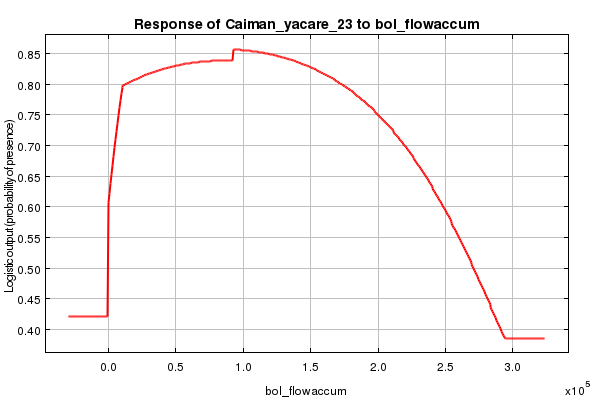 Response of Caiman_yacare_23 to bol_flowaccum
Logistic output (probability of presence)
0.85
0.80
0.75
0.70
0.65
0.60
0.55
0.50
0.45
0.40
0.0 0.5 1.0 1.5 2.0 2.5 3.0
bol_flowaccum
x10^5